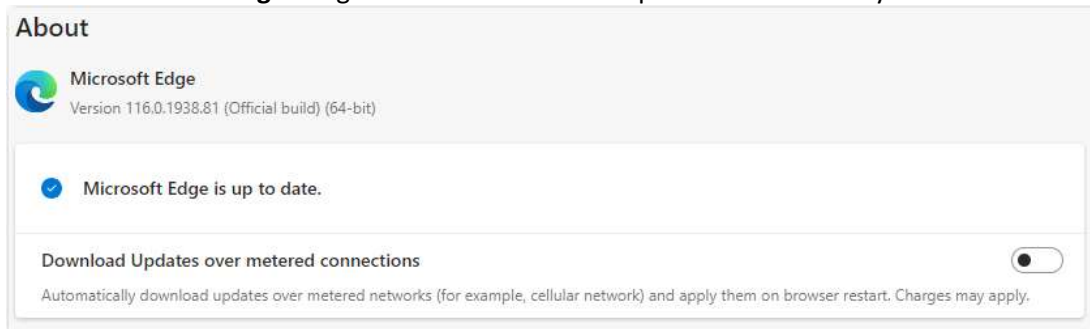 About
Microsoft Edge
Version 116.0.1938.81 (Official build) (64-bit)
Microsoft Edge is up to date.
Download Updates over metered connections
Automatically download updates over metered networks (for example, cellular network) and apply them on browser restart. Charges may apply.